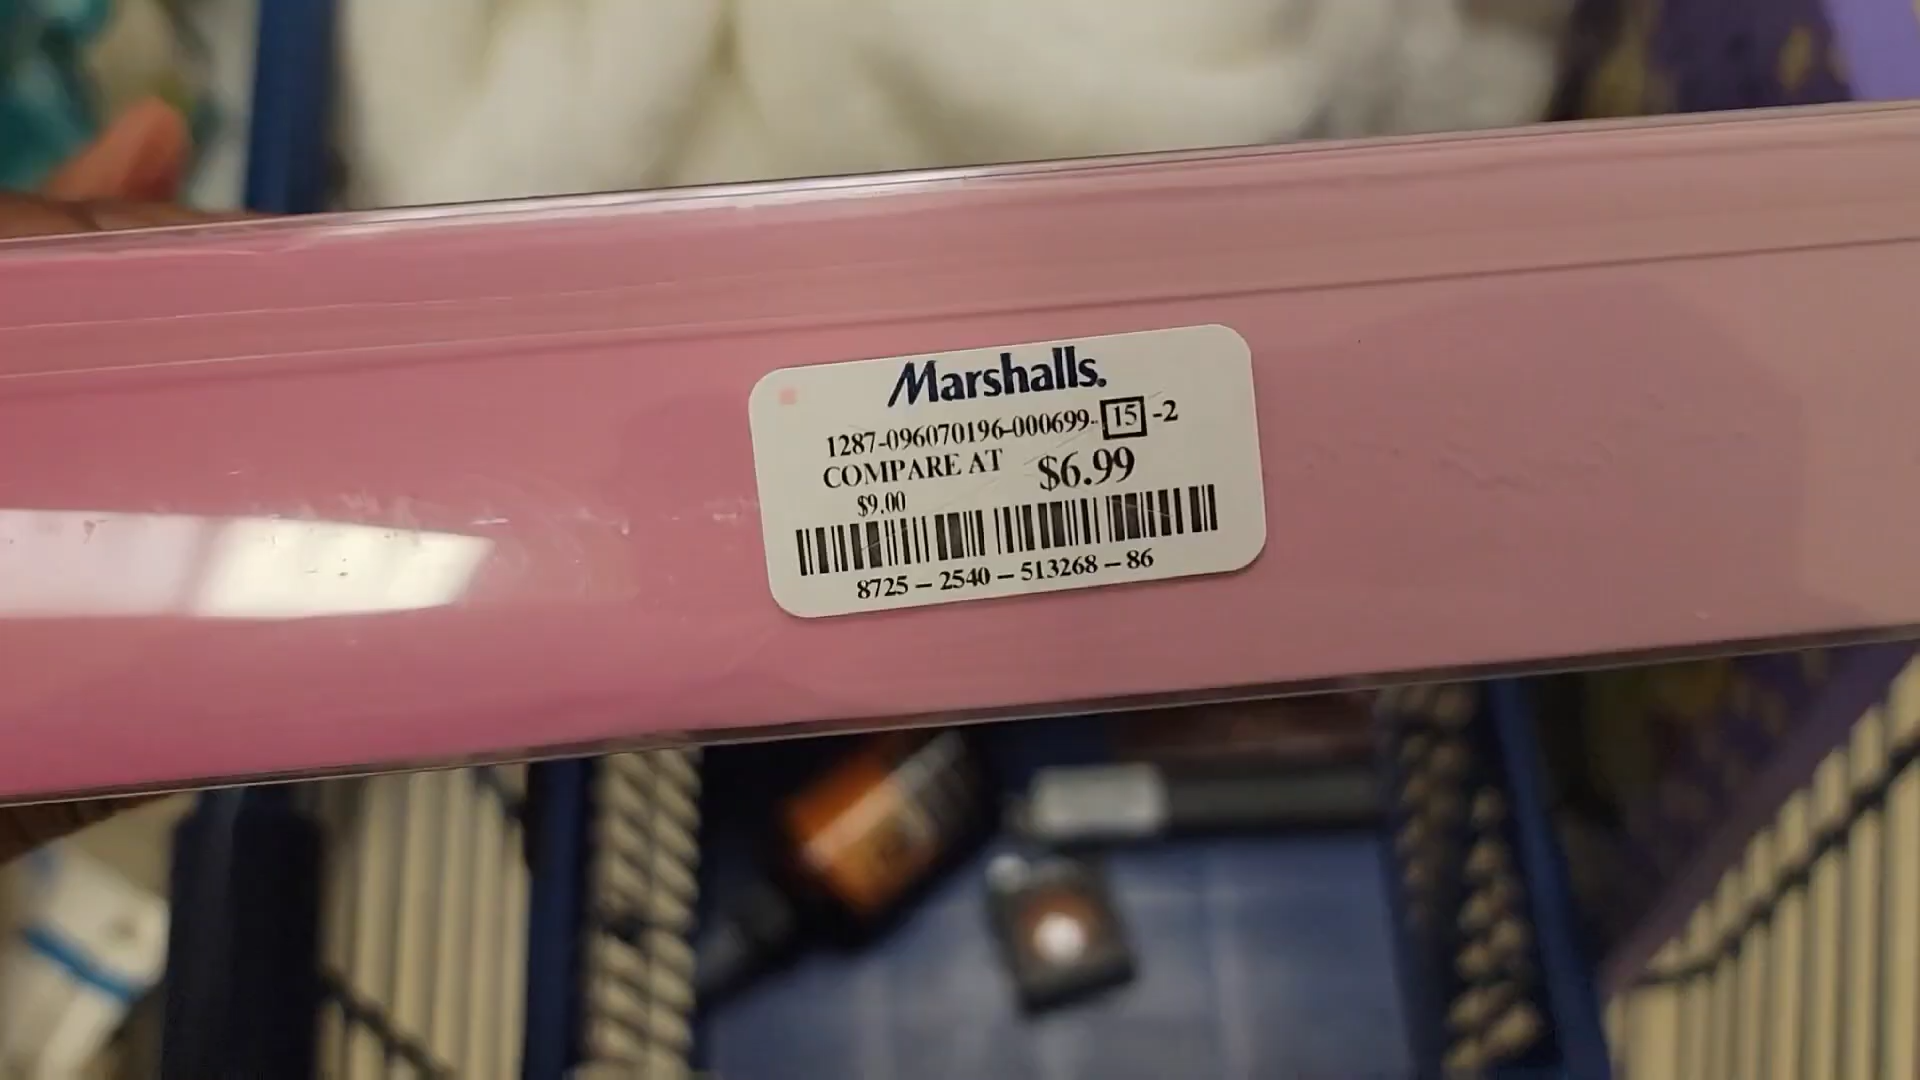 Marshalls.
1287-096070196-000699- 15 -2
COMPARE AT $6.99
$9.00
8725 – 2540 – 513268 – 86